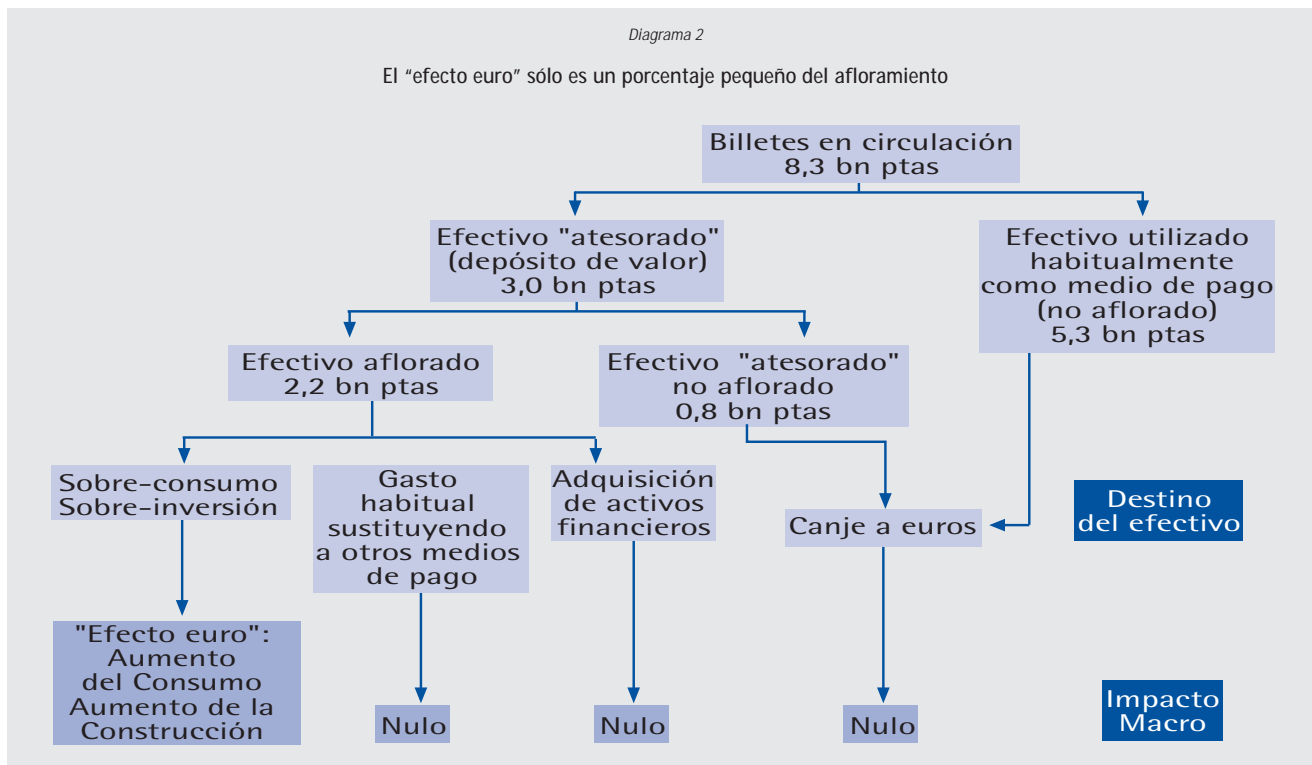 Diagrama 2
El “efecto euro” sólo es un porcentaje pequeño del afloramiento
Billetes en circulación
8,3 bn ptas
Efectivo "atesorado"
(depósito de valor)
3,0 bn ptas
Efectivo utilizado
habitualmente
como medio de pago
(no aflorado)
5,3 bn ptas
Efectivo aflorado
2,2 bn ptas
Efectivo "atesorado"
no aflorado
0,8 bn ptas
Sobre-consumo
Sobre-inversión
Gasto
habitual
sustituyendo
a otros medios
de pago
Adquisición
de activos
financieros
Canje a euros
Destino
del efectivo
"Efecto euro":
Aumento
del Consumo
Aumento de la
Construcción
Nulo
Nulo
Nulo
Impacto
Macro